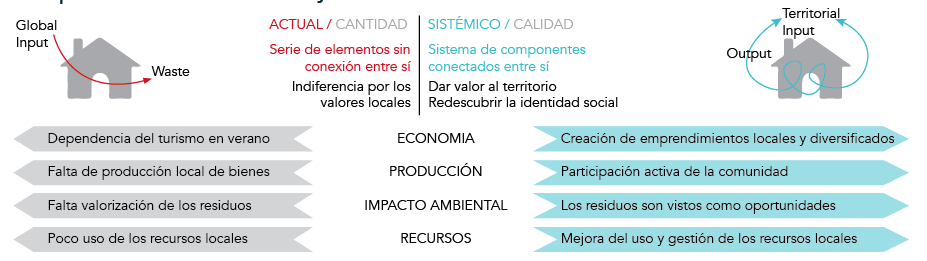 Global
Input
Waste
ACTUAL / CANTIDAD
Serie de elementos sin
conexión entre sí
Indiferencia por los
valores locales
SISTÉMICO / CALIDAD
Sistema de componentes
conectados entre sí
Dar valor al territorio
Redescubrir la identidad social
Territorial
Input
Output
Dependencia del turismo en verano
ECONOMIA
Creación de emprendimientos locales y diversificados
Falta de producción local de bienes
PRODUCCIÓN
Participación activa de la comunidad
Falta valorización de los residuos
IMPACTO AMBIENTAL
Los residuos son vistos como oportunidades
Poco uso de los recursos locales
RECURSOS
Mejora del uso y gestión de los recursos locales